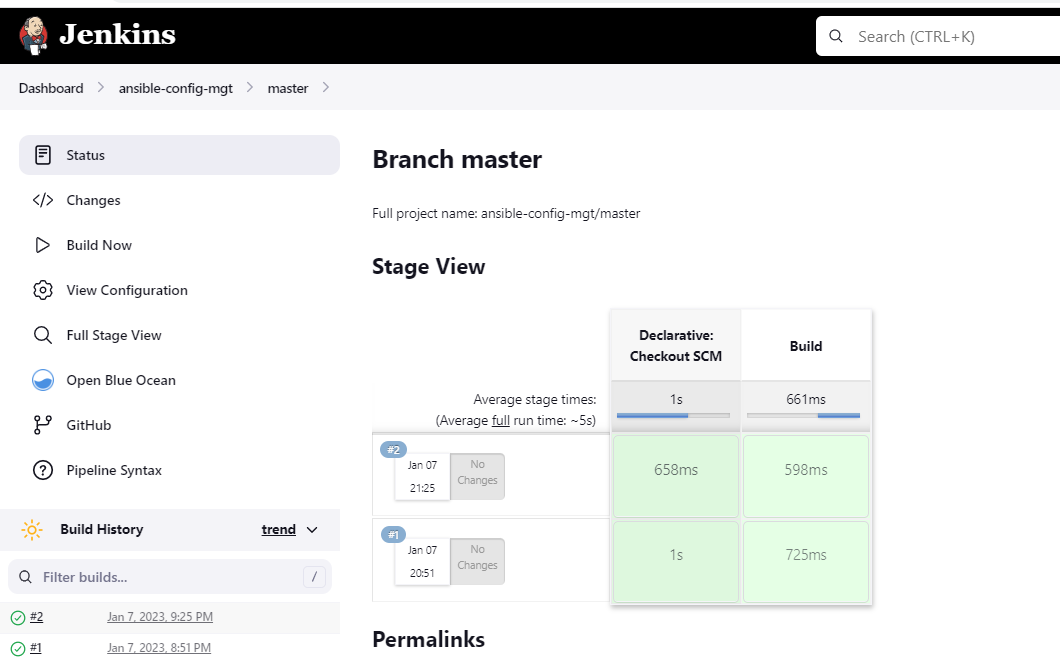 Jenkins
Search (CTRL+K)
Dashboard
ansible-config-mgt
master
Status
Changes
Build Now
View Configuration
Full Stage View
Open Blue Ocean
GitHub
Pipeline Syntax
Build History
trend
Filter builds...
/
#2
Jan 7, 2023, 9:25 PM
#1
Jan 7, 2023, 8:51 PM
Branch master
Full project name: ansible-config-mgt/master
Stage View
Declarative:
Checkout SCM
Build
Average stage times:
(Average full run time: ~5s)
1s
661ms
#2
Jan 07
21:25
No
Changes
658ms
598ms
#1
Jan 07
20:51
No
Changes
1s
725ms
Permalinks